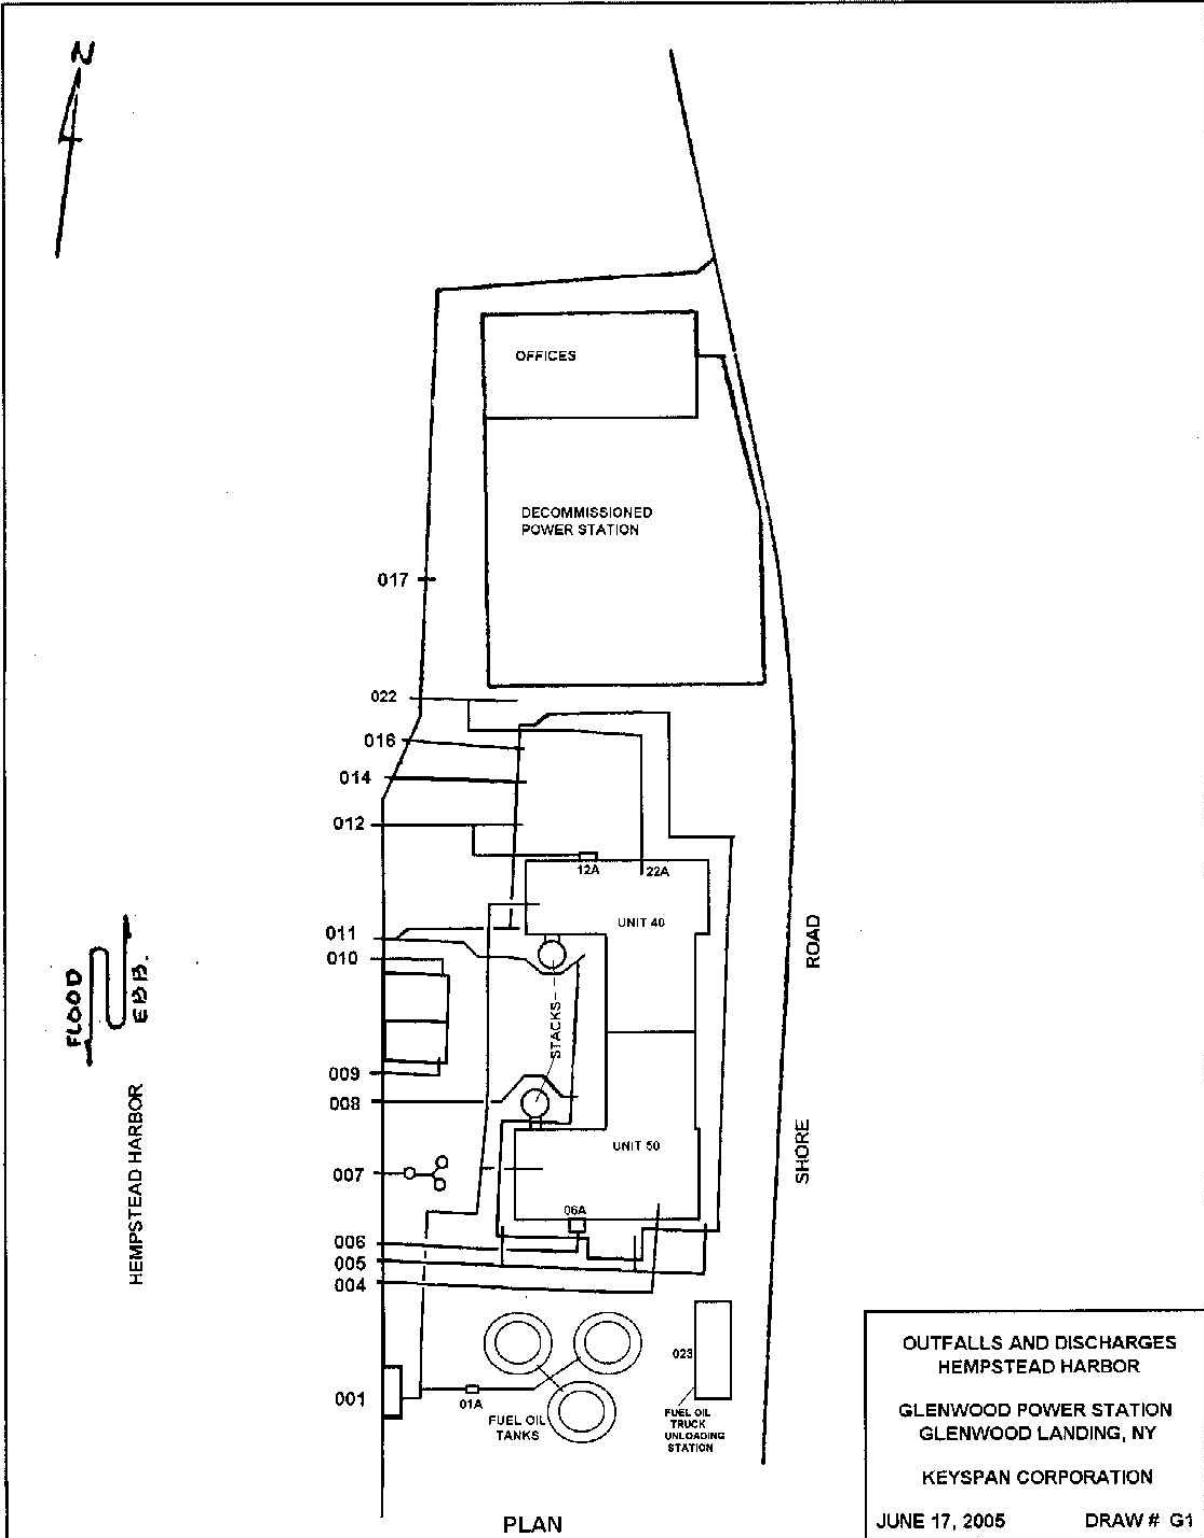 N
OFFICES
DECOMMISSIONED
POWER STATION
017
022
016
014
012
12A
22A
UNIT 40
011
010
STACKS
009
008
UNIT 50
007
06A
006
005
004
001
01A
FUEL OIL
TANKS
023
FUEL OIL
TRUCK
UNLOADING
STATION
FLOOD
EBB.
HEMPSTEAD HARBOR
SHORE ROAD
PLAN
OUTFALLS AND DISCHARGES
HEMPSTEAD HARBOR
GLENWOOD POWER STATION
GLENWOOD LANDING, NY
KEYSPAN CORPORATION
JUNE 17, 2005 DRAW # G1